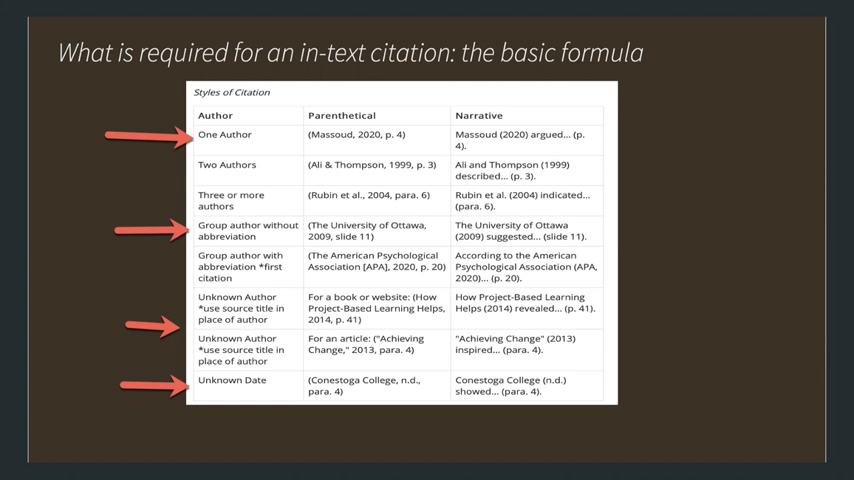 What is required for an in-text citation: the basic formula
Styles of Citation
Author Parenthetical Narrative
One Author (Massoud, 2020, p. 4) Massoud (2020) argued... (p.
4).
Two Authors (Ali & Thompson, 1999, p. 3) Ali and Thompson (1999)
described... (p. 3).
Three or more (Rubin et al., 2004, para. 6) Rubin et al. (2004) indicated...
authors (para. 6).
Group author without (The University of Ottawa, The University of Ottawa
abbreviation 2009, slide 11) (2009) suggested... (slide 11).
Group author with (The American Psychological According to the American
abbreviation *first Association [APA], 2020, p. 20) Psychological Association (APA,
citation 2020)... (p. 20).
Unknown Author For a book or website: (How How Project-Based Learning
*use source title in Project-Based Learning Helps, Helps (2014) revealed... (p. 41).
place of author 2014, p. 41)
Unknown Author For an article: ("Achieving "Achieving Change" (2013)
*use source title in Change," 2013, para. 4) inspired... (para. 4).
place of author
Unknown Date (Conestoga College, n.d., Conestoga College (n.d.)
para. 4) showed... (para. 4).